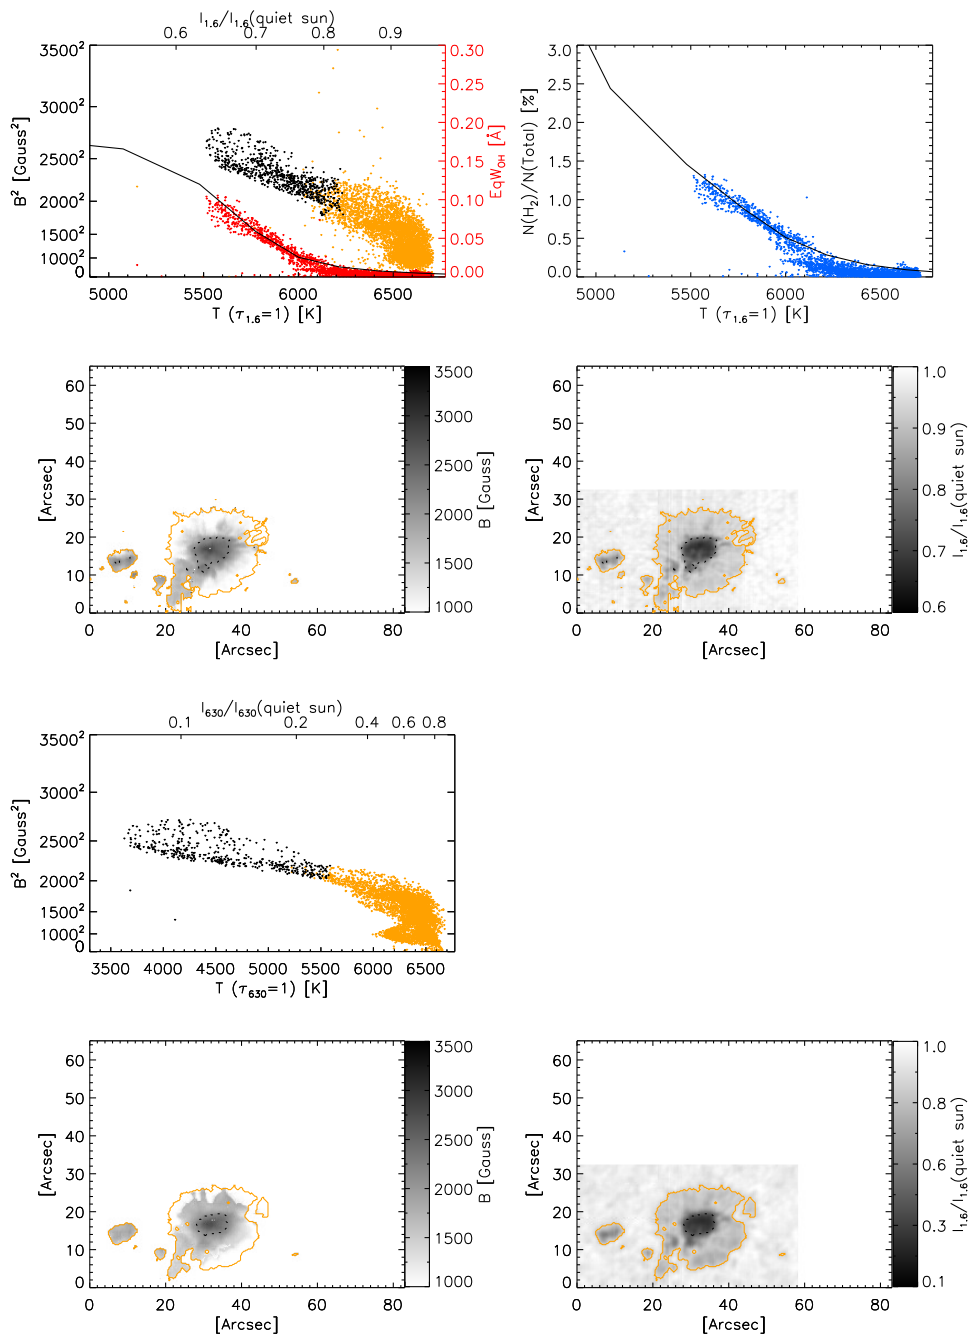 I1.6/I1.6(quiet sun)
0.6 0.7 0.8 0.9
3500² 3000² 2500² 2000² 1500² 1000² 0
B² [Gauss²]
0.30 0.25 0.20 0.15 0.10 0.05 0.00
EqWOH [Å]
5000 5500 6000 6500
T (τ1.6=1) [K]
3.0 2.5 2.0 1.5 1.0 0.5 0.0
N(H2)/N(Total) [%]
5000 5500 6000 6500
T (τ1.6=1) [K]
60 50 40 30 20 10 0
[Arcsec]
0 20 40 60 80
[Arcsec]
3500 3000 2500 2000 1500 1000
B [Gauss]
60 50 40 30 20 10 0
[Arcsec]
0 20 40 60 80
[Arcsec]
1.0 0.9 0.8 0.7 0.6
I1.6/I1.6(quiet sun)
I630/I630(quiet sun)
0.1 0.2 0.4 0.6 0.8
3500² 3000² 2500² 2000² 1500² 1000² 0
B² [Gauss²]
3500 4000 4500 5000 5500 6000 6500
T (τ630=1) [K]
60 50 40 30 20 10 0
[Arcsec]
0 20 40 60 80
[Arcsec]
3500 3000 2500 2000 1500 1000
B [Gauss]
60 50 40 30 20 10 0
[Arcsec]
0 20 40 60 80
[Arcsec]
1.0 0.8 0.6 0.3 0.1
I1.6/I1.6(quiet sun)